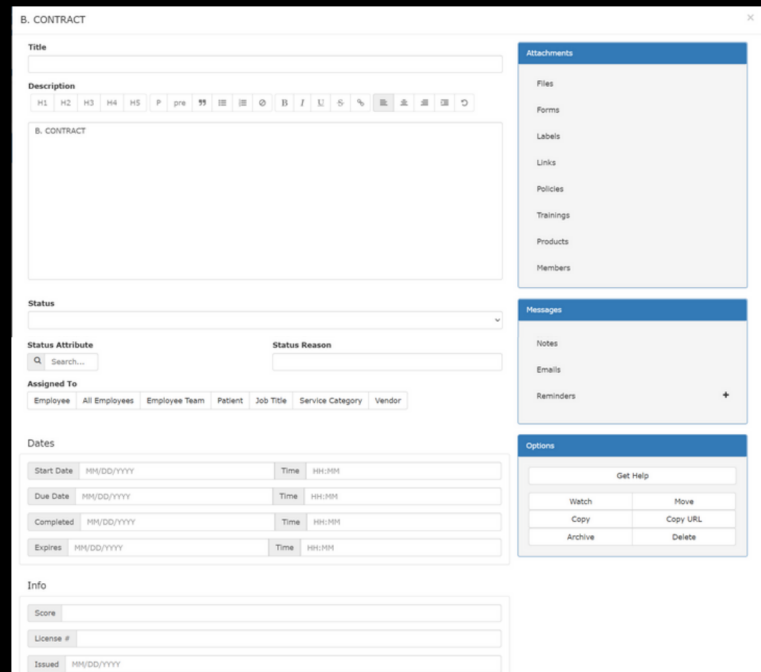 B. CONTRACT ×
Title
Description
H1 H2 H3 H4 H5 P pre B I U S
B. CONTRACT
Status
Status Attribute Status Reason
Search...
Assigned To
Employee All Employees Employee Team Patient Job Title Service Category Vendor
Dates
Start Date MM/DD/YYYY Time HH:MM
Due Date MM/DD/YYYY Time HH:MM
Completed MM/DD/YYYY Time HH:MM
Expires MM/DD/YYYY Time HH:MM
Info
Score
License #
Issued MM/DD/YYYY
Attachments
Files
Forms
Labels
Links
Policies
Trainings
Products
Members
Messages
Notes
Emails
Reminders +
Options
Get Help
Watch Move
Copy Copy URL
Archive Delete